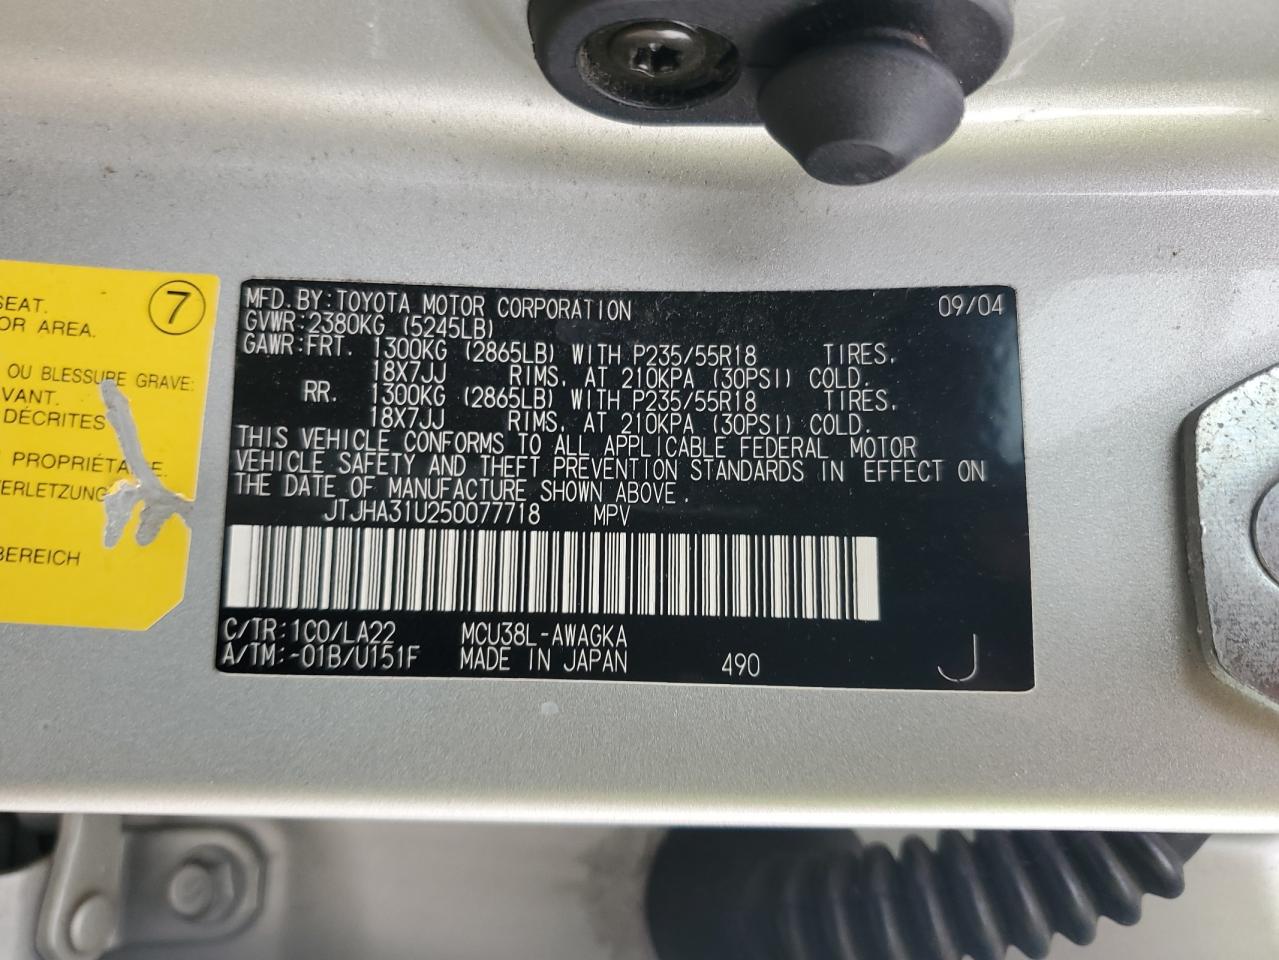 SEAT.
OR AREA.
7
OU BLESSURE GRAVE:
VANT.
DÉCRITES
PROPRIÉTA
E.
ERLETZUNG
BEREICH
MFD. BY: TOYOTA MOTOR CORPORATION 09/04
GVWR: 2380KG (5245LB)
GAWR: FRT. 1300KG (2865LB) WITH P235/55R18 TIRES.
18X7JJ RIMS. AT 210KPA (30PSI) COLD.
RR. 1300KG (2865LB) WITH P235/55R18 TIRES.
18X7JJ RIMS. AT 210KPA (30PSI) COLD.
THIS VEHICLE CONFORMS TO ALL APPLICABLE FEDERAL MOTOR
VEHICLE SAFETY AND THEFT PREVENTION STANDARDS IN EFFECT ON
THE DATE OF MANUFACTURE SHOWN ABOVE.
JTJHA31U250077718 MPV
C/TR: 1C0/LA22 MCU38L-AWAGKA
A/TM: -01B/U151F MADE IN JAPAN 490 J